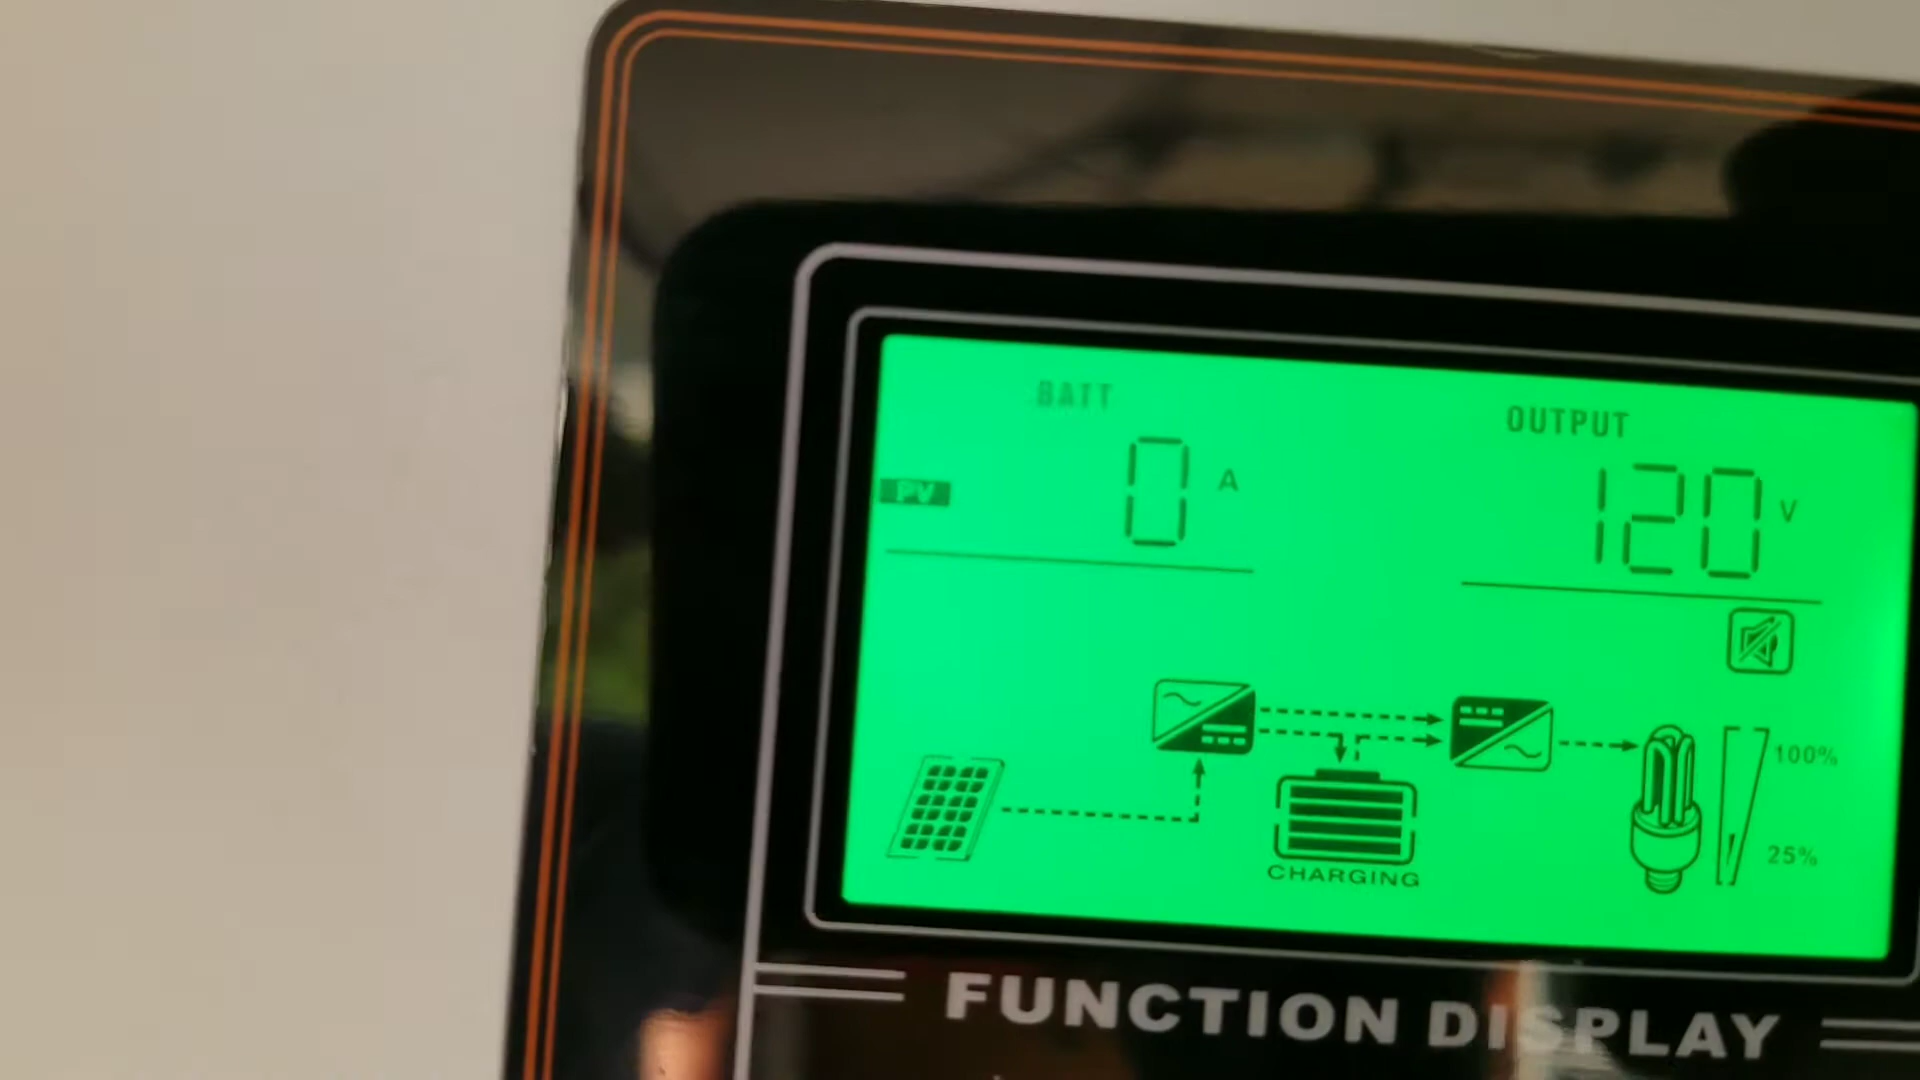 BATT
OUTPUT
PV
0 A
120 V
100%
25%
CHARGING
FUNCTION DISPLAY